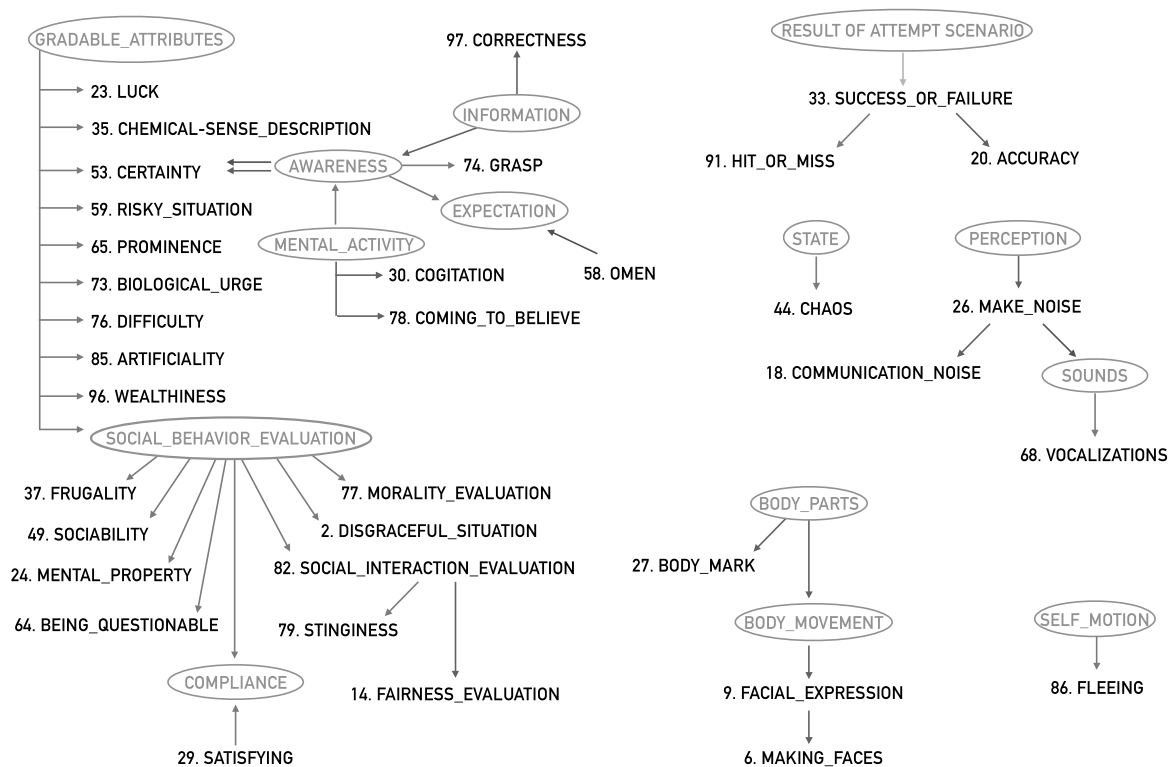 GRADABLE_ATTRIBUTES
23. LUCK
35. CHEMICAL-SENSE_DESCRIPTION
53. CERTAINTY
59. RISKY_SITUATION
65. PROMINENCE
73. BIOLOGICAL_URGE
76. DIFFICULTY
85. ARTIFICIALITY
96. WEALTHINESS
SOCIAL_BEHAVIOR_EVALUATION
37. FRUGALITY
49. SOCIABILITY
24. MENTAL_PROPERTY
64. BEING_QUESTIONABLE
77. MORALITY_EVALUATION
2. DISGRACEFUL_SITUATION
82. SOCIAL_INTERACTION_EVALUATION
79. STINGINESS
14. FAIRNESS_EVALUATION
COMPLIANCE
29. SATISFYING
97. CORRECTNESS
INFORMATION
AWARENESS
74. GRASP
EXPECTATION
58. OMEN
MENTAL_ACTIVITY
30. COGITATION
78. COMING_TO_BELIEVE
RESULT OF ATTEMPT SCENARIO
33. SUCCESS_OR_FAILURE
91. HIT_OR_MISS
20. ACCURACY
STATE
44. CHAOS
PERCEPTION
26. MAKE_NOISE
18. COMMUNICATION_NOISE
SOUNDS
68. VOCALIZATIONS
BODY_PARTS
27. BODY_MARK
BODY_MOVEMENT
9. FACIAL_EXPRESSION
6. MAKING_FACES
SELF_MOTION
86. FLEEING